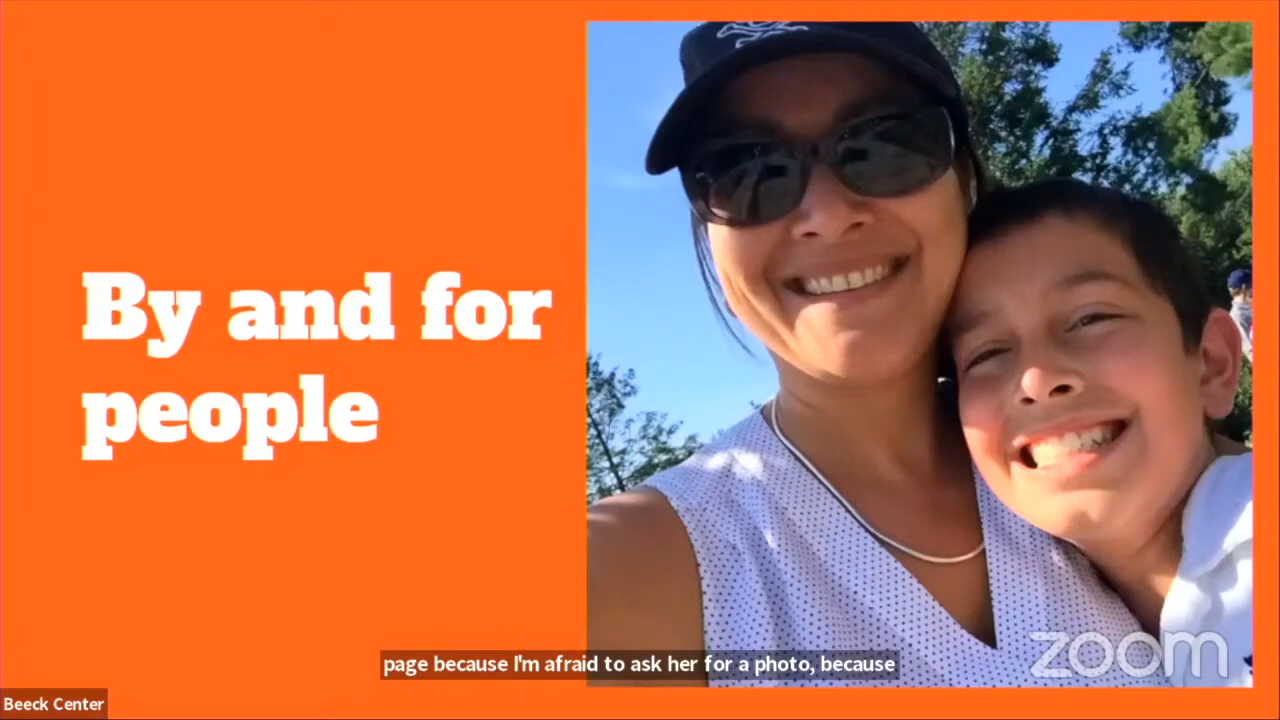 By and for
people
page because I'm afraid to ask her for a photo, because
zoom
Beeck Center